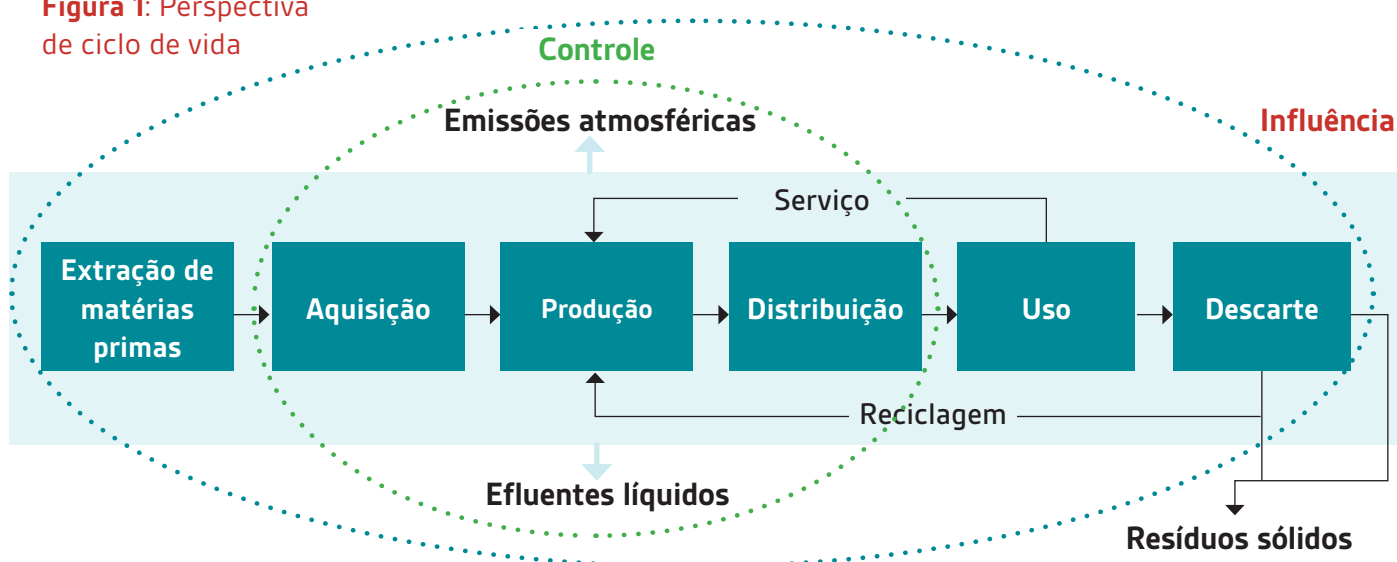 Figura 1: Perspectiva
de ciclo de vida
Controle
Emissões atmosféricas
Influência
Serviço
Extração de
matérias
primas
Aquisição
Produção
Distribuição
Uso
Descarte
Reciclagem
Efluentes líquidos
Resíduos sólidos